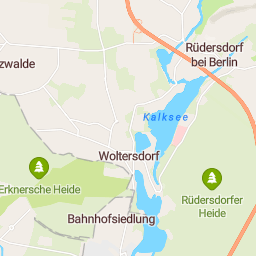 Rüdersdorf
bei Berlin
zwalde
Kalksee
Woltersdorf
Erknersche Heide
Rüdersdorfer
Heide
Bahnhofsiedlung